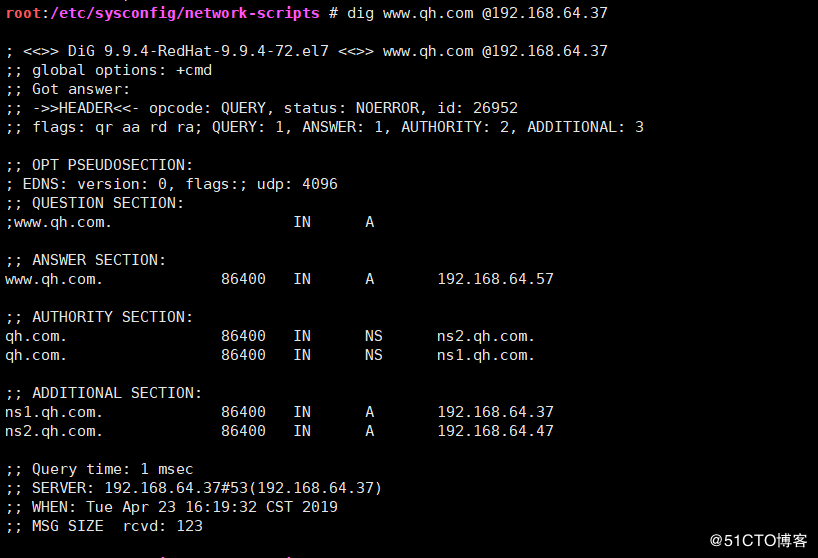 root:/etc/sysconfig/network-scripts # dig www.qh.com @192.168.64.37
; <<>> DiG 9.9.4-RedHat-9.9.4-72.el7 <<>> www.qh.com @192.168.64.37
;; global options: +cmd
;; Got answer:
;; ->>HEADER<<- opcode: QUERY, status: NOERROR, id: 26952
;; flags: qr aa rd ra; QUERY: 1, ANSWER: 1, AUTHORITY: 2, ADDITIONAL: 3
;; OPT PSEUDOSECTION:
; EDNS: version: 0, flags:; udp: 4096
;; QUESTION SECTION:
;www.qh.com. IN A
;; ANSWER SECTION:
www.qh.com. 86400 IN A 192.168.64.57
;; AUTHORITY SECTION:
qh.com. 86400 IN NS ns2.qh.com.
qh.com. 86400 IN NS ns1.qh.com.
;; ADDITIONAL SECTION:
ns1.qh.com. 86400 IN A 192.168.64.37
ns2.qh.com. 86400 IN A 192.168.64.47
;; Query time: 1 msec
;; SERVER: 192.168.64.37#53(192.168.64.37)
;; WHEN: Tue Apr 23 16:19:32 CST 2019
;; MSG SIZE rcvd: 123
@51CTO博客